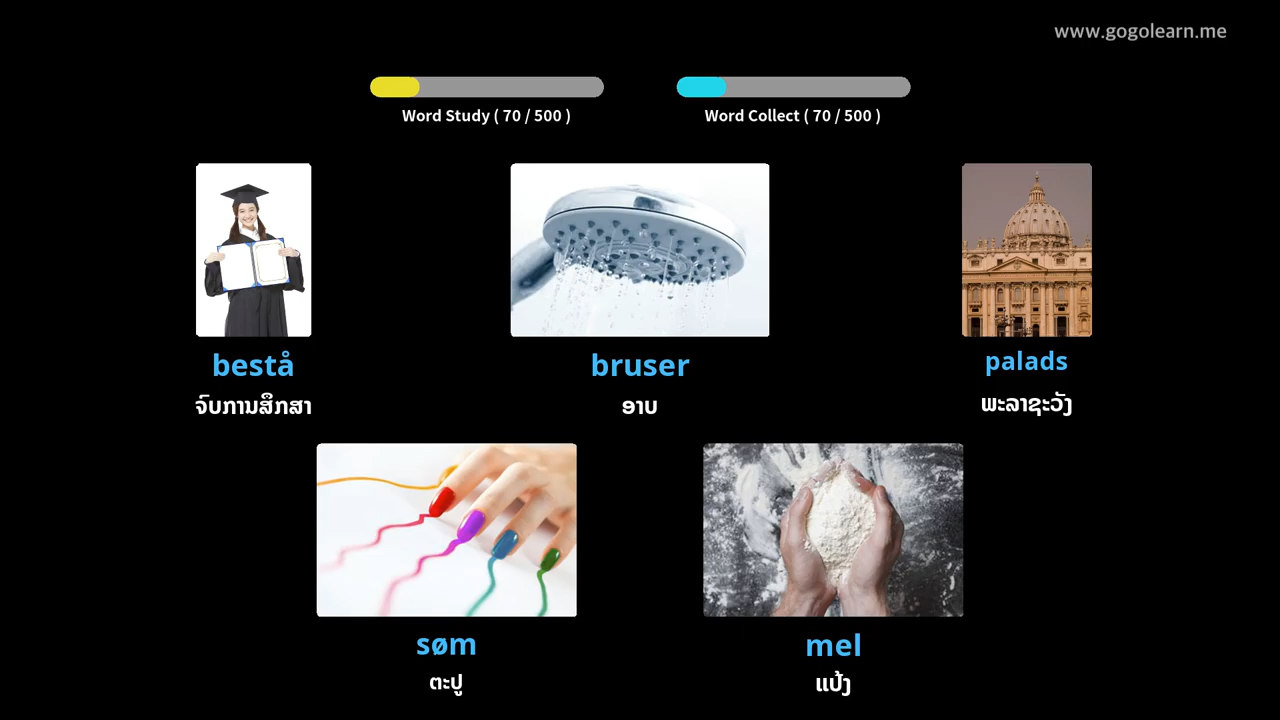 www.gogolearn.me
Word Study ( 70 / 500 )
Word Collect ( 70 / 500 )
bestå
ຈົບການສຶກສາ
bruser
ອາບ
palads
ພະລາຊະວັງ
søm
ຕະປູ
mel
ແປ້ງ